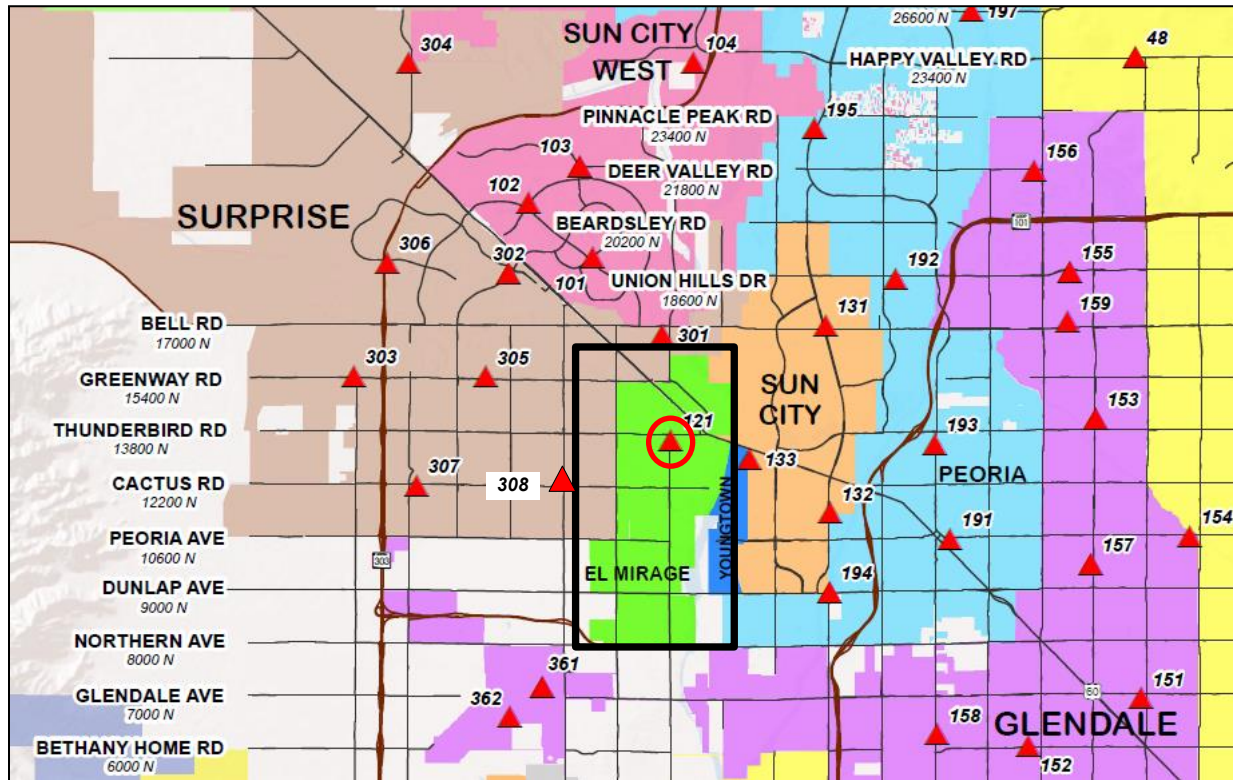 26600 N
197
304
SUN CITY
WEST
104
HAPPY VALLEY RD
23400 N
48
PINNACLE PEAK RD
23400 N
195
103
DEER VALLEY RD
21800 N
156
102
SURPRISE
BEARDSLEY RD
20200 N
101
306
302
101
UNION HILLS DR
18600 N
192
155
BELL RD
17000 N
301
131
159
303
305
GREENWAY RD
15400 N
SUN
CITY
121
153
THUNDERBIRD RD
13800 N
133
193
307
308
CACTUS RD
12200 N
PEORIA
YOUNGTOWN
132
154
PEORIA AVE
10600 N
191
303
157
EL MIRAGE
194
DUNLAP AVE
9000 N
NORTHERN AVE
8000 N
361
GLENDALE AVE
7000 N
362
60
151
158
GLENDALE
BETHANY HOME RD
6000 N
152